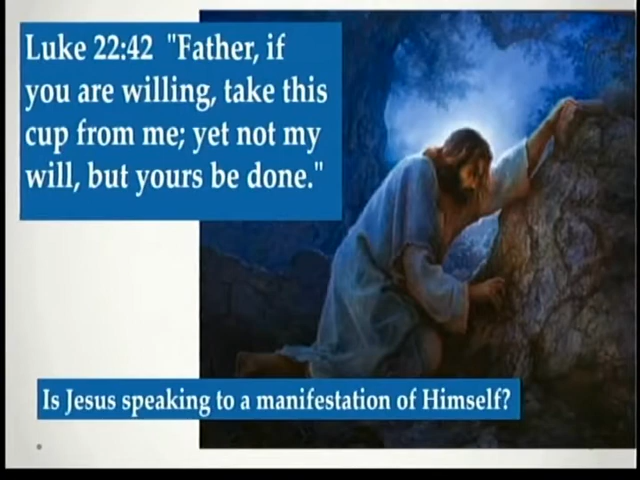 Luke 22:42 "Father, if
you are willing, take this
cup from me; yet not my
will, but yours be done."
Is Jesus speaking to a manifestation of Himself?